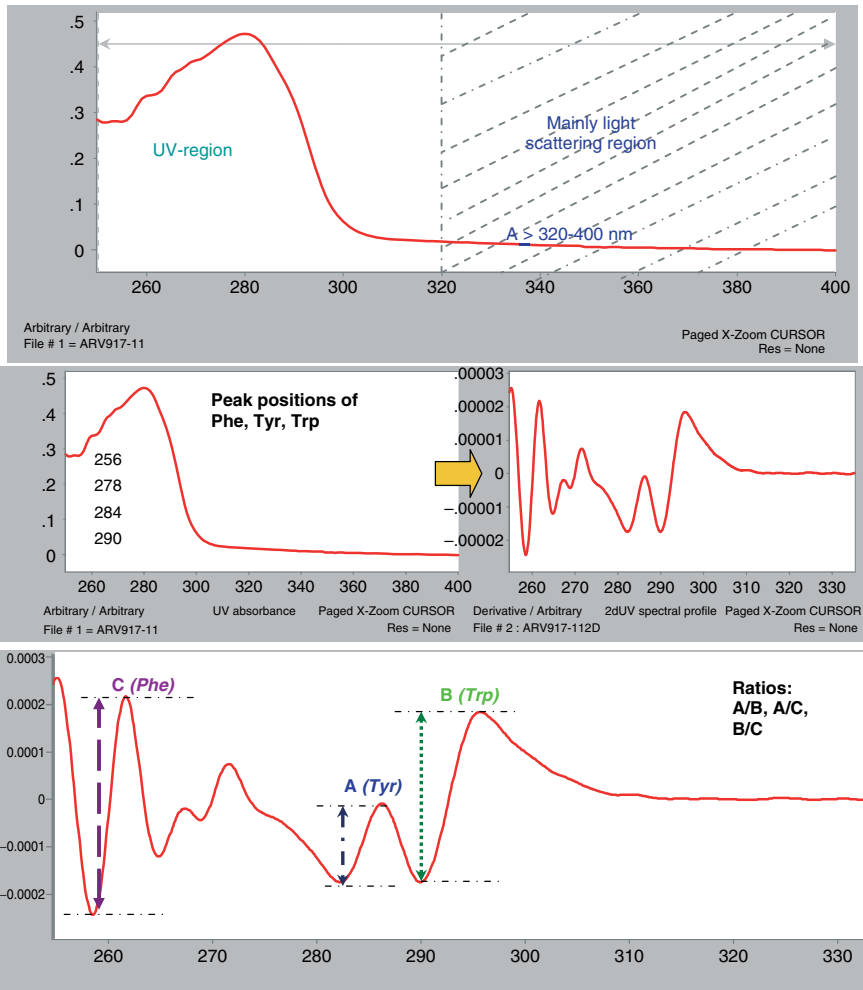 .5
.4
.3
.2
.1
0
UV-region
Mainly light
scattering region
A > 320-400 nm
260 280 300 320 340 360 380 400
Arbitrary / Arbitrary
File # 1 = ARV917-11
Paged X-Zoom CURSOR
Res = None
.5
.4
.3
.2
.1
0
Peak positions of
Phe, Tyr, Trp
256
278
284
290
260 280 300 320 340 360 380 400
Arbitrary / Arbitrary UV absorbance Paged X-Zoom CURSOR
File # 1 = ARV917-11 Res = None
.00003
.00002
.00001
0
−.00001
−.00002
260 270 280 290 300 310 320 330
Derivative / Arbitrary 2dUV spectral profile Paged X-Zoom CURSOR
File # 2 : ARV917-112D Res = None
0.0003
0.0002
0.0001
0
−0.0001
−0.0002
C (Phe)
A (Tyr)
B (Trp)
Ratios:
A/B, A/C,
B/C
260 270 280 290 300 310 320 330